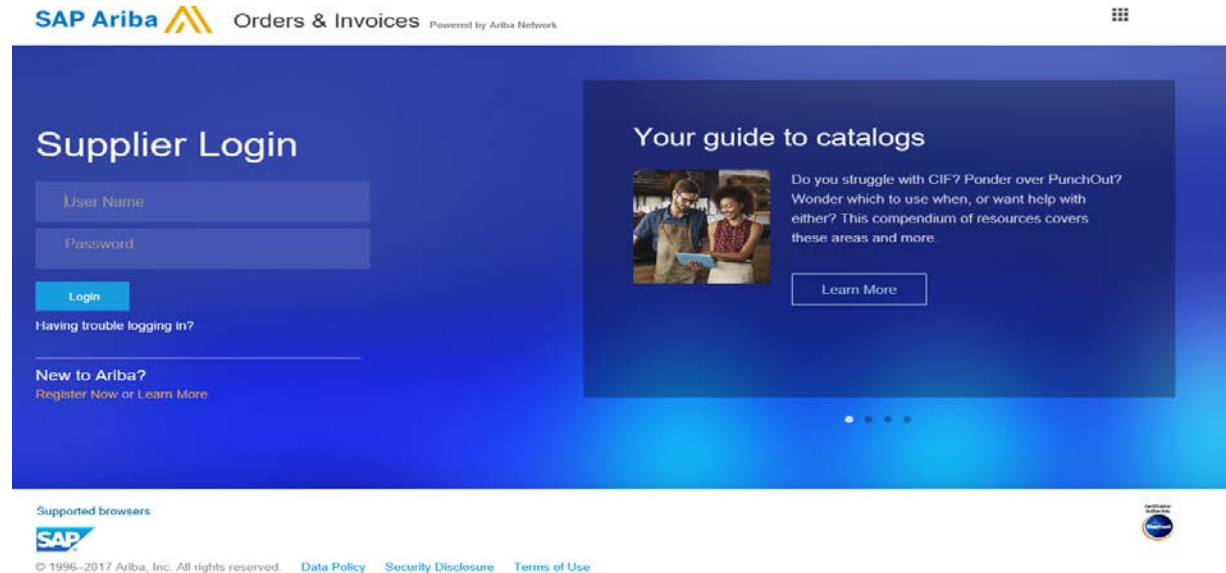 SAP Ariba Orders & Invoices Powered by Ariba Network
Supplier Login
User Name
Password
Login
Having trouble logging in?
New to Ariba?
Register Now or Learn More
Your guide to catalogs
Do you struggle with CIF? Ponder over PunchOut?
Wonder which to use when, or want help with
either? This compendium of resources covers
these areas and more
Learn More
Supported browsers
SAP
© 1996–2017 Ariba, Inc. All rights reserved. Data Policy Security Disclosure Terms of Use